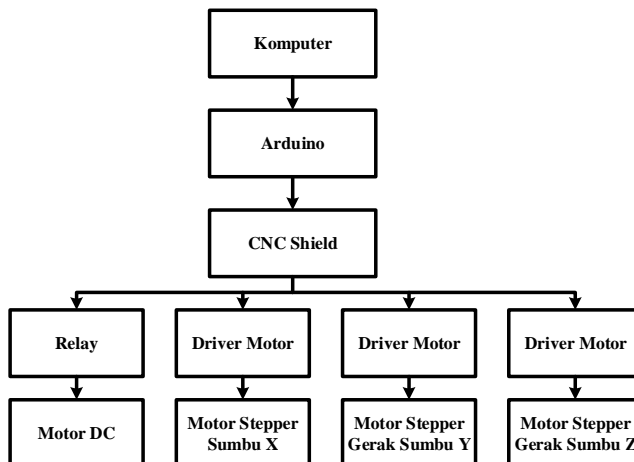 Komputer
Arduino
CNC Shield
Relay
Driver Motor
Driver Motor
Driver Motor
Motor DC
Motor Stepper
Sumbu X
Motor Stepper
Gerak Sumbu Y
Motor Stepper
Gerak Sumbu Z